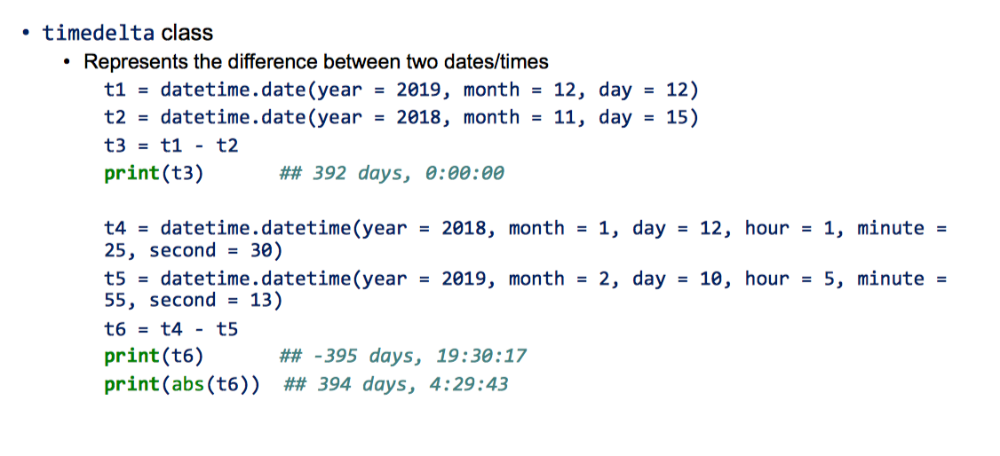 • timedelta class
• Represents the difference between two dates/times
t1 = datetime.date(year = 2019, month = 12, day = 12)
t2 = datetime.date(year = 2018, month = 11, day = 15)
t3 = t1 - t2
print(t3) ## 392 days, 0:00:00
t4 = datetime.datetime(year = 2018, month = 1, day = 12, hour = 1, minute =
25, second = 30)
t5 = datetime.datetime(year = 2019, month = 2, day = 10, hour = 5, minute =
55, second = 13)
t6 = t4 - t5
print(t6) ## -395 days, 19:30:17
print(abs(t6)) ## 394 days, 4:29:43